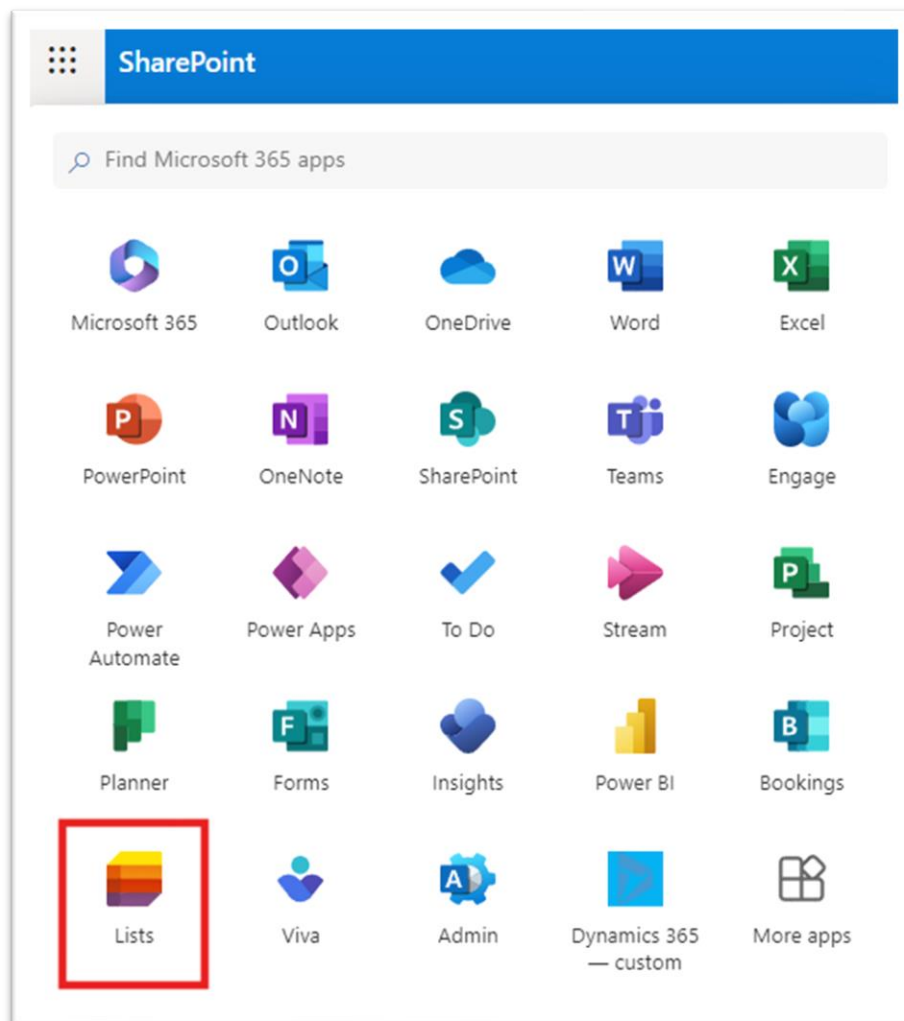 SharePoint
Find Microsoft 365 apps
Microsoft 365
Outlook
OneDrive
Word
Excel
PowerPoint
OneNote
SharePoint
Teams
Engage
Power
Automate
Power Apps
To Do
Stream
Project
Planner
Forms
Insights
Power BI
Bookings
Lists
Viva
Admin
Dynamics 365
— custom
More apps